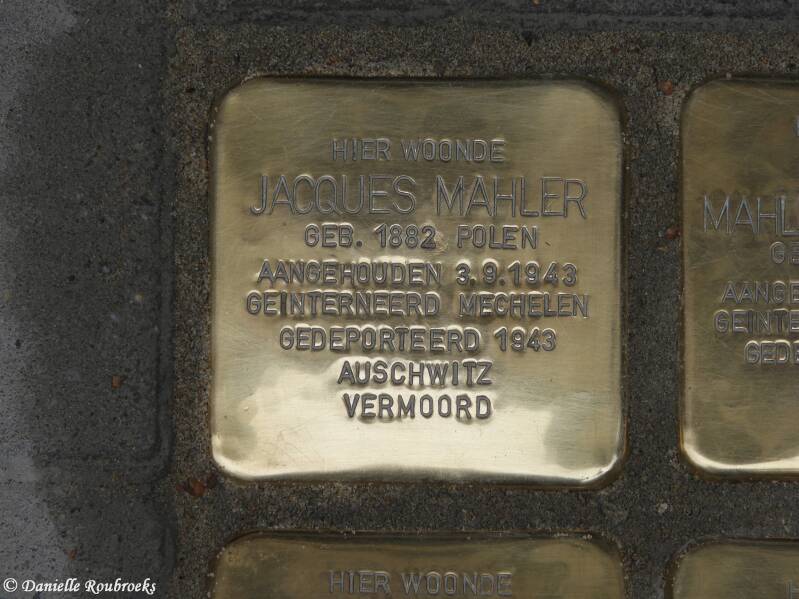 HIER WOONDE
JACQUES MAHLER
GEB. 1882 POLEN
AANGEHOUDEN 3.9.1943
GEINTERNEERD MECHELEN
GEDEPORTEERD 1943
AUSCHWITZ
VERMOORD
MAHL
HIER WOONDE
© Danielle Roubroeks